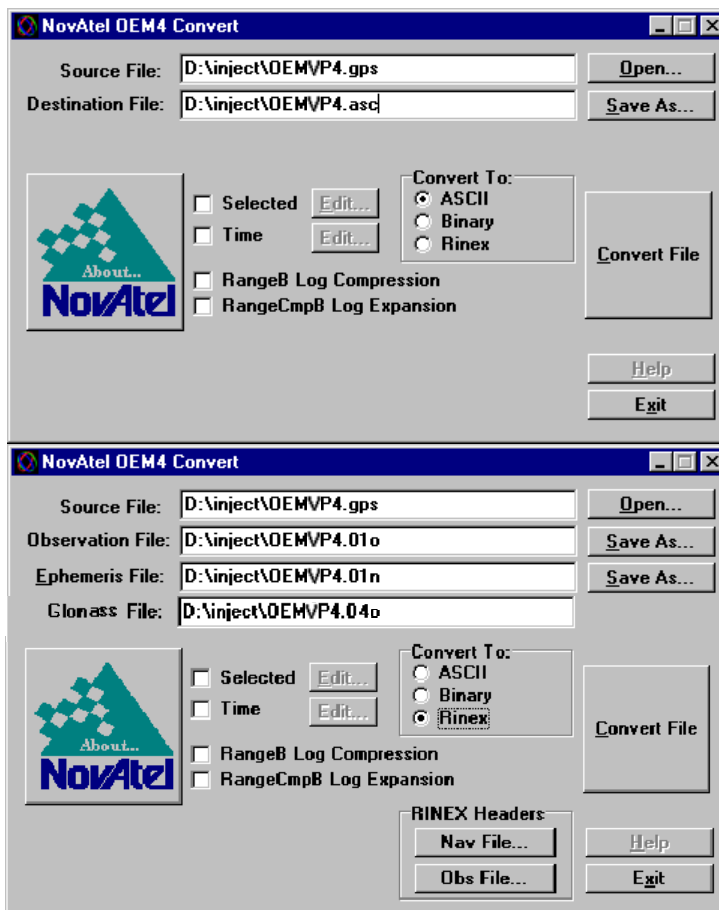 NovAtel OEM4 Convert
Source File: D:\inject\OEMVP4.gps Open...
Destination File: D:\inject\OEMVP4.asc Save As...
Convert To:
Selected Edit... ASCII
Time Edit... Binary
Rinex
Convert File
About...
NovAtel
RangeB Log Compression
RangeCmpB Log Expansion
Help
Exit
NovAtel OEM4 Convert
Source File: D:\inject\OEMVP4.gps Open...
Observation File: D:\inject\OEMVP4.01o Save As...
Ephemeris File: D:\inject\OEMVP4.01n Save As...
Glonass File: D:\inject\OEMVP4.04o
Convert To:
Selected Edit... ASCII
Time Edit... Binary
Rinex
Convert File
About...
NovAtel
RangeB Log Compression
RangeCmpB Log Expansion
RINEX Headers
Nav File... Help
Obs File... Exit